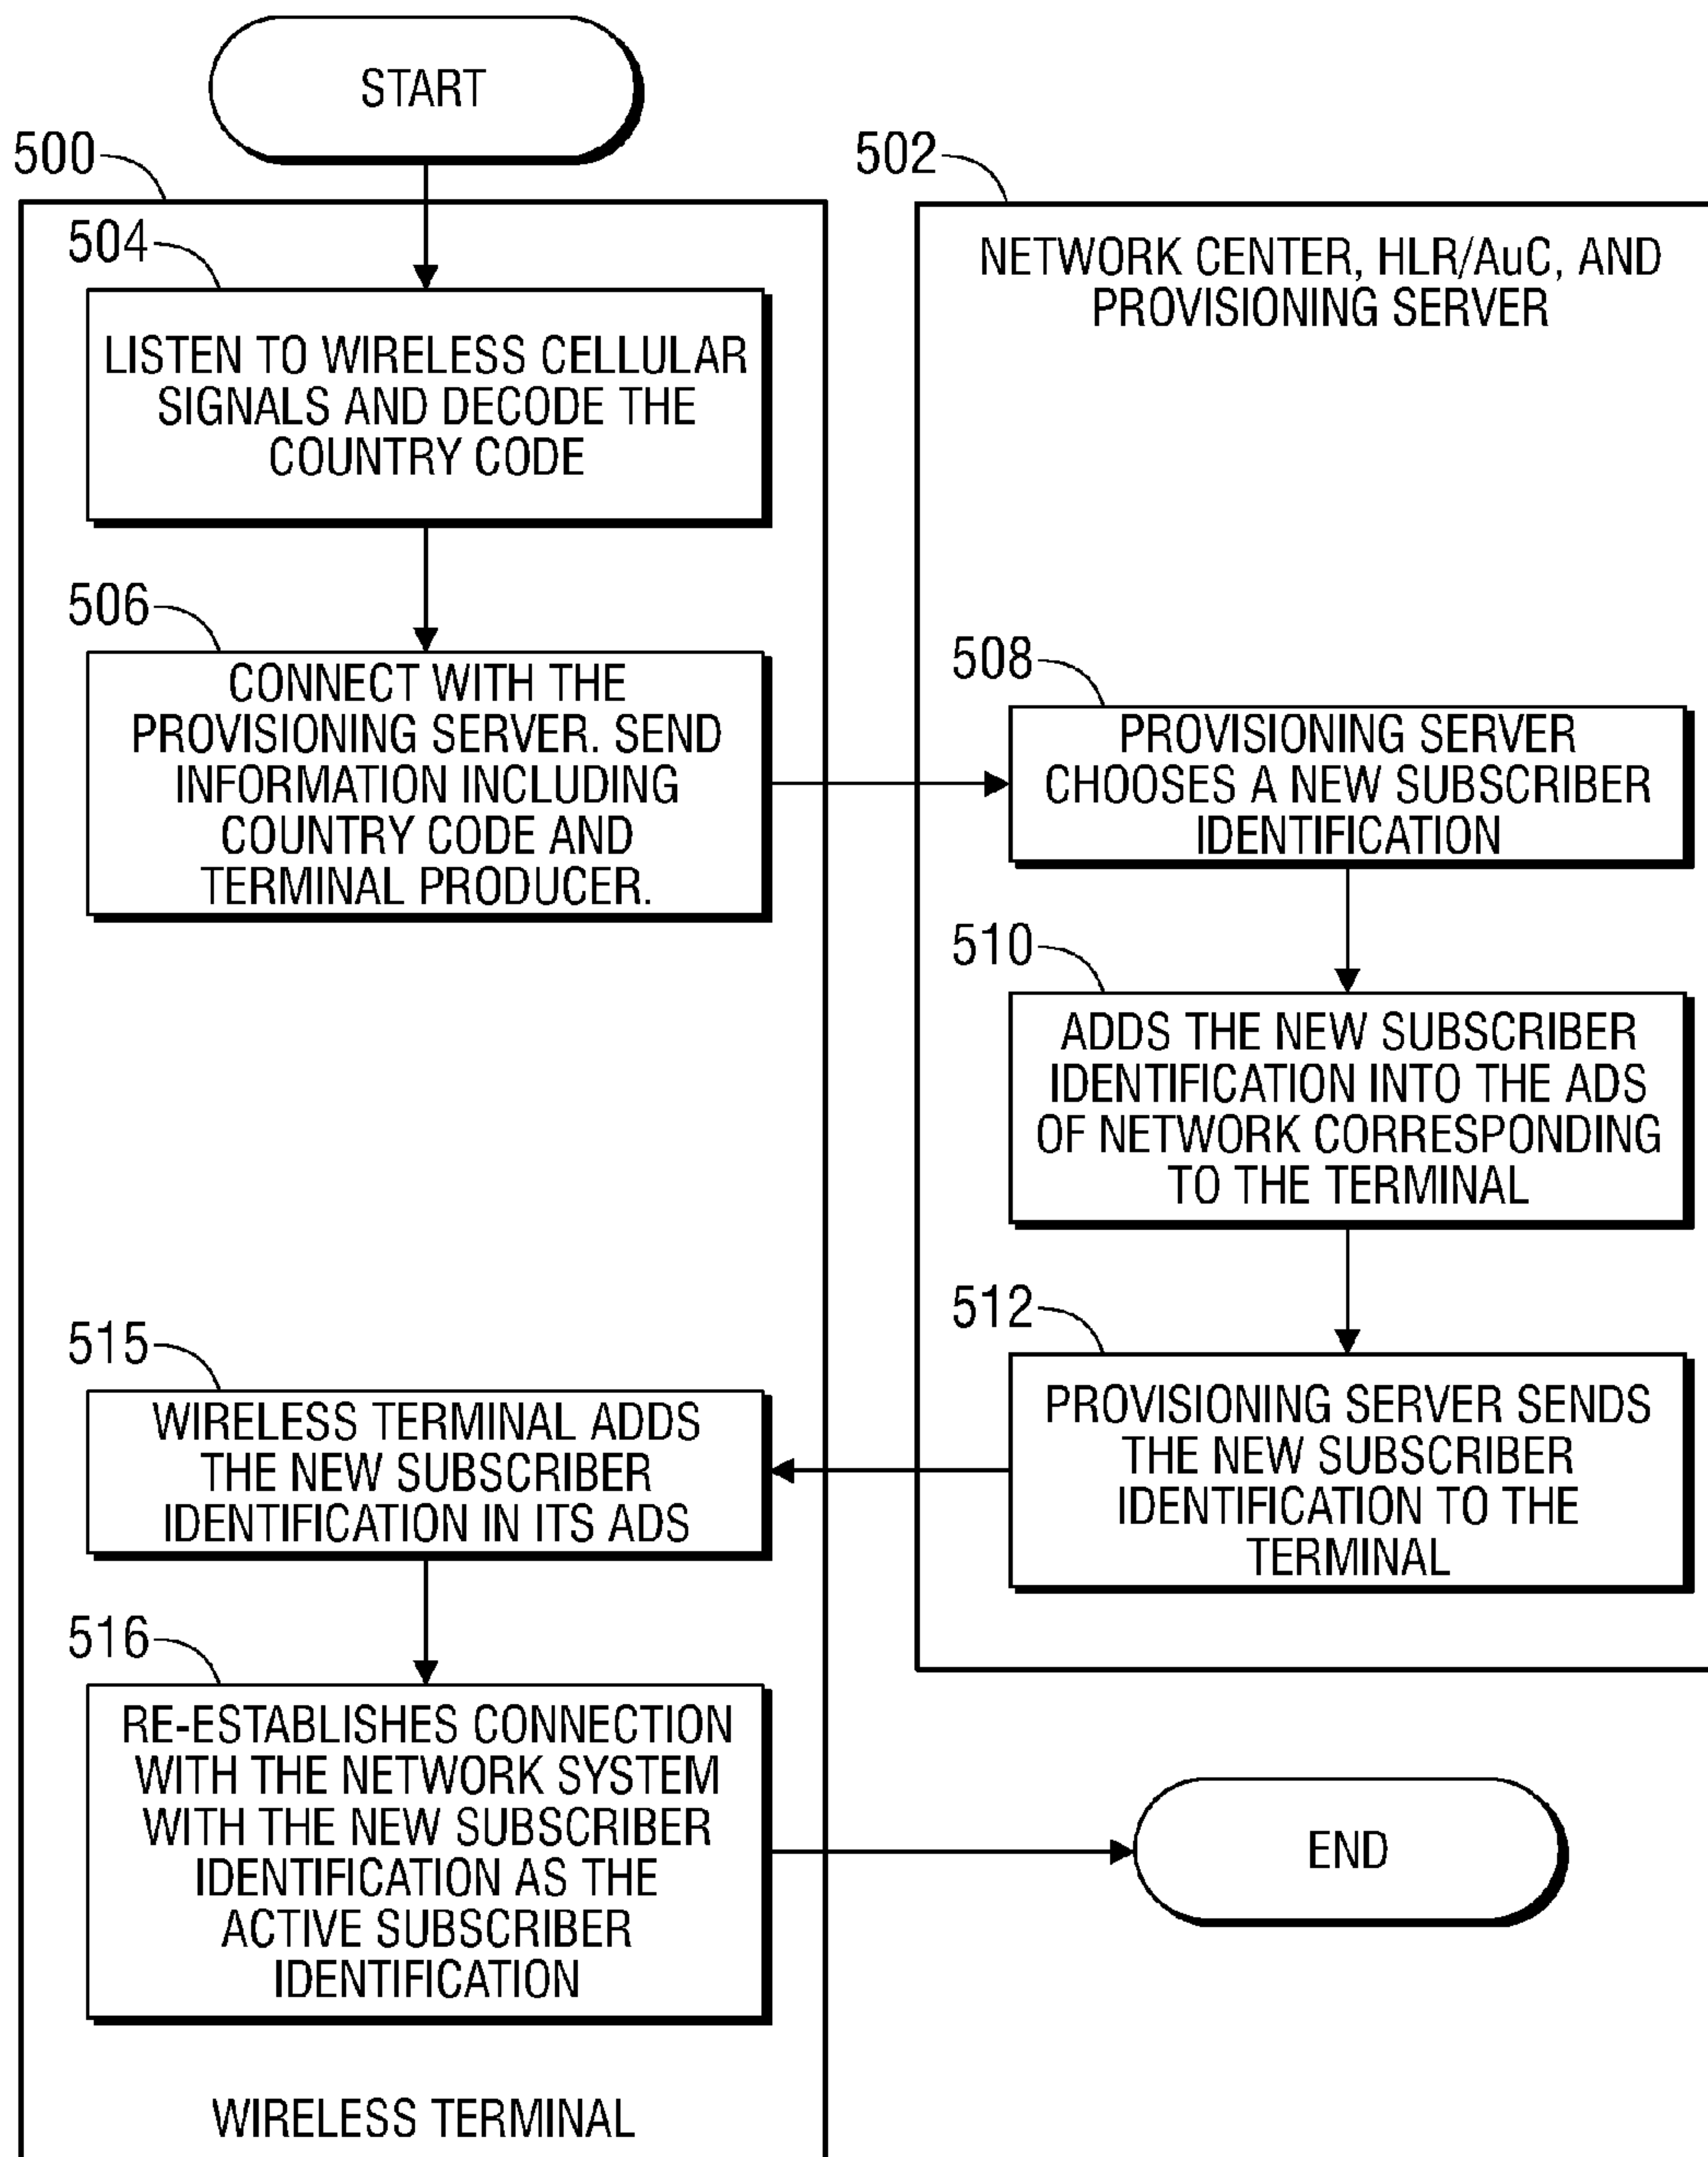 START
500
504
LISTEN TO WIRELESS CELLULAR
SIGNALS AND DECODE THE
COUNTRY CODE
506
CONNECT WITH THE
PROVISIONING SERVER. SEND
INFORMATION INCLUDING
COUNTRY CODE AND
TERMINAL PRODUCER.
502
NETWORK CENTER, HLR/AuC, AND
PROVISIONING SERVER
508
PROVISIONING SERVER
CHOOSES A NEW SUBSCRIBER
IDENTIFICATION
510
ADDS THE NEW SUBSCRIBER
IDENTIFICATION INTO THE ADS
OF NETWORK CORRESPONDING
TO THE TERMINAL
512
PROVISIONING SERVER SENDS
THE NEW SUBSCRIBER
IDENTIFICATION TO THE
TERMINAL
515
WIRELESS TERMINAL ADDS
THE NEW SUBSCRIBER
IDENTIFICATION IN ITS ADS
516
RE-ESTABLISHES CONNECTION
WITH THE NETWORK SYSTEM
WITH THE NEW SUBSCRIBER
IDENTIFICATION AS THE
ACTIVE SUBSCRIBER
IDENTIFICATION
END
WIRELESS TERMINAL